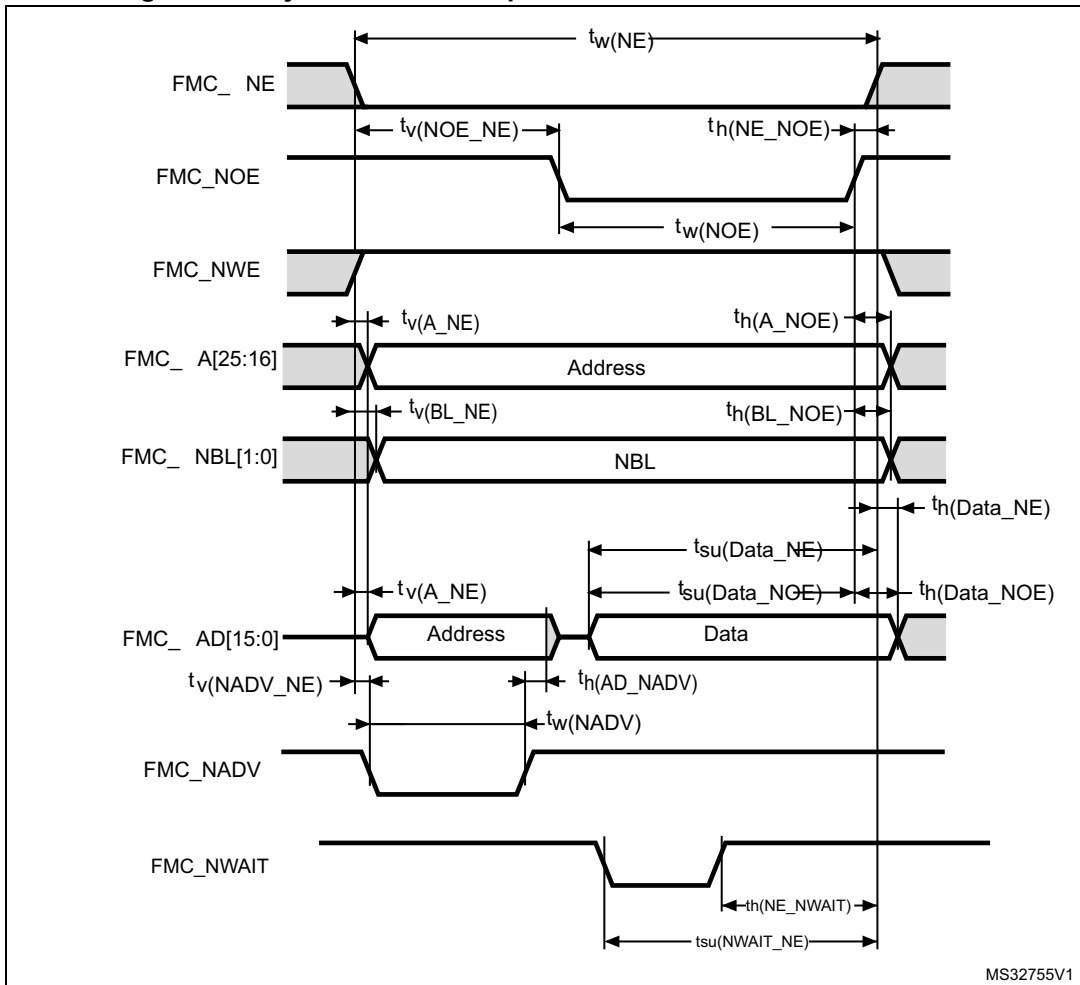 tw(NE)
FMC_ NE
tv(NOE_NE)
th(NE_NOE)
FMC_NOE
tw(NOE)
FMC_NWE
tv(A_NE)
th(A_NOE)
FMC_ A[25:16]
Address
tv(BL_NE)
th(BL_NOE)
FMC_ NBL[1:0]
NBL
th(Data_NE)
tsu(Data_NE)
tv(A_NE)
tsu(Data_NOE)
th(Data_NOE)
FMC_ AD[15:0]
Address
Data
tv(NADV_NE)
th(AD_NADV)
tw(NADV)
FMC_NADV
FMC_NWAIT
th(NE_NWAIT)
tsu(NWAIT_NE)
MS32755V1